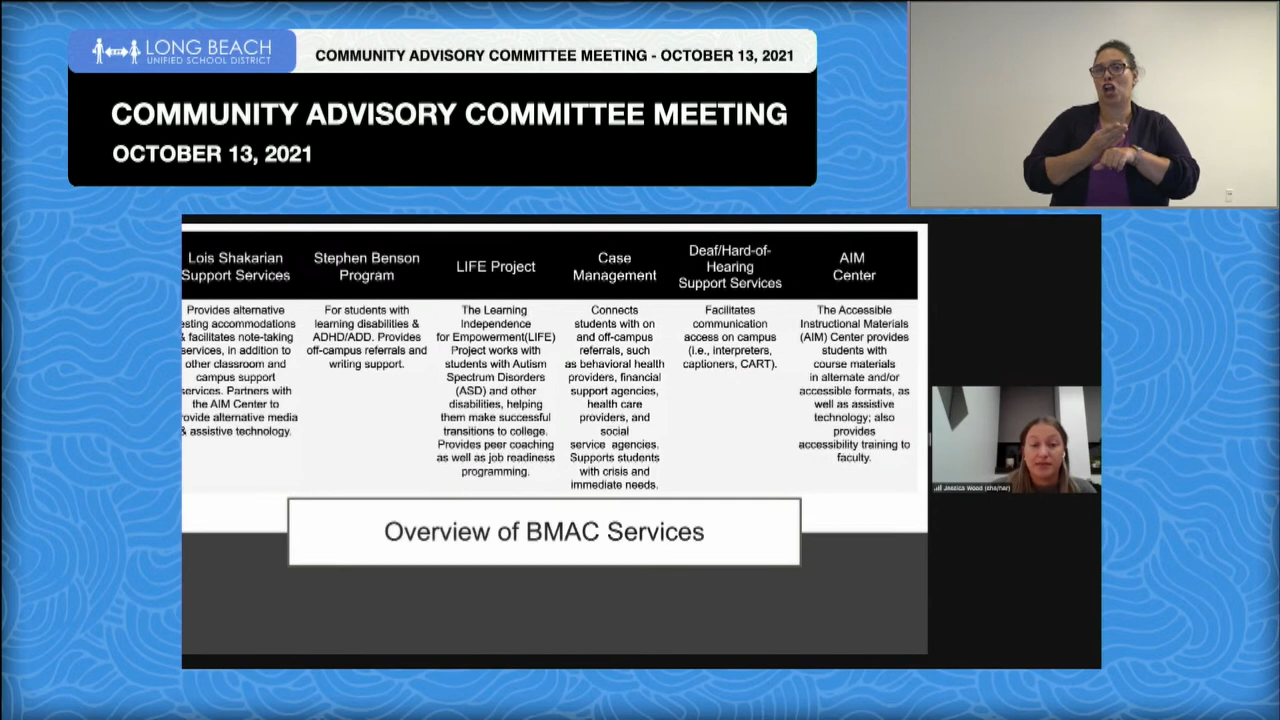 LONG BEACH
UNIFIED SCHOOL DISTRICT
COMMUNITY ADVISORY COMMITTEE MEETING - OCTOBER 13, 2021
COMMUNITY ADVISORY COMMITTEE MEETING
OCTOBER 13, 2021
Lois Shakarian
Support Services
Provides alternative
esting accommodations
& facilitates note-taking
services, in addition to
other classroom and
campus support
services. Partners with
the AIM Center to
ovide alternative media
& assistive technology.
Stephen Benson
Program
For students with
learning disabilities &
ADHD/ADD. Provides
off-campus referrals and
writing support.
LIFE Project
The Learning
Independence
for Empowerment(LIFE)
Project works with
students with Autism
Spectrum Disorders
(ASD) and other
disabilities, helping
them make successful
transitions to college.
Provides peer coaching
as well as job readiness
programming.
Case
Management
Connects
students with on
and off-campus
referrals, such
as behavioral health
providers, financial
support agencies,
health care
providers, and
social
service agencies.
Supports students
with crisis and
immediate needs.
Deaf/Hard-of-
Hearing
Support Services
Facilitates
communication
access on campus
(i.e., interpreters,
captioners, CART).
AIM
Center
The Accessible
Instructional Materials
(AIM) Center provides
students with
course materials
in alternate and/or
accessible formats, as
well as assistive
technology; also
provides
accessibility training to
faculty.
Overview of BMAC Services
Jessica Wood (she/her)